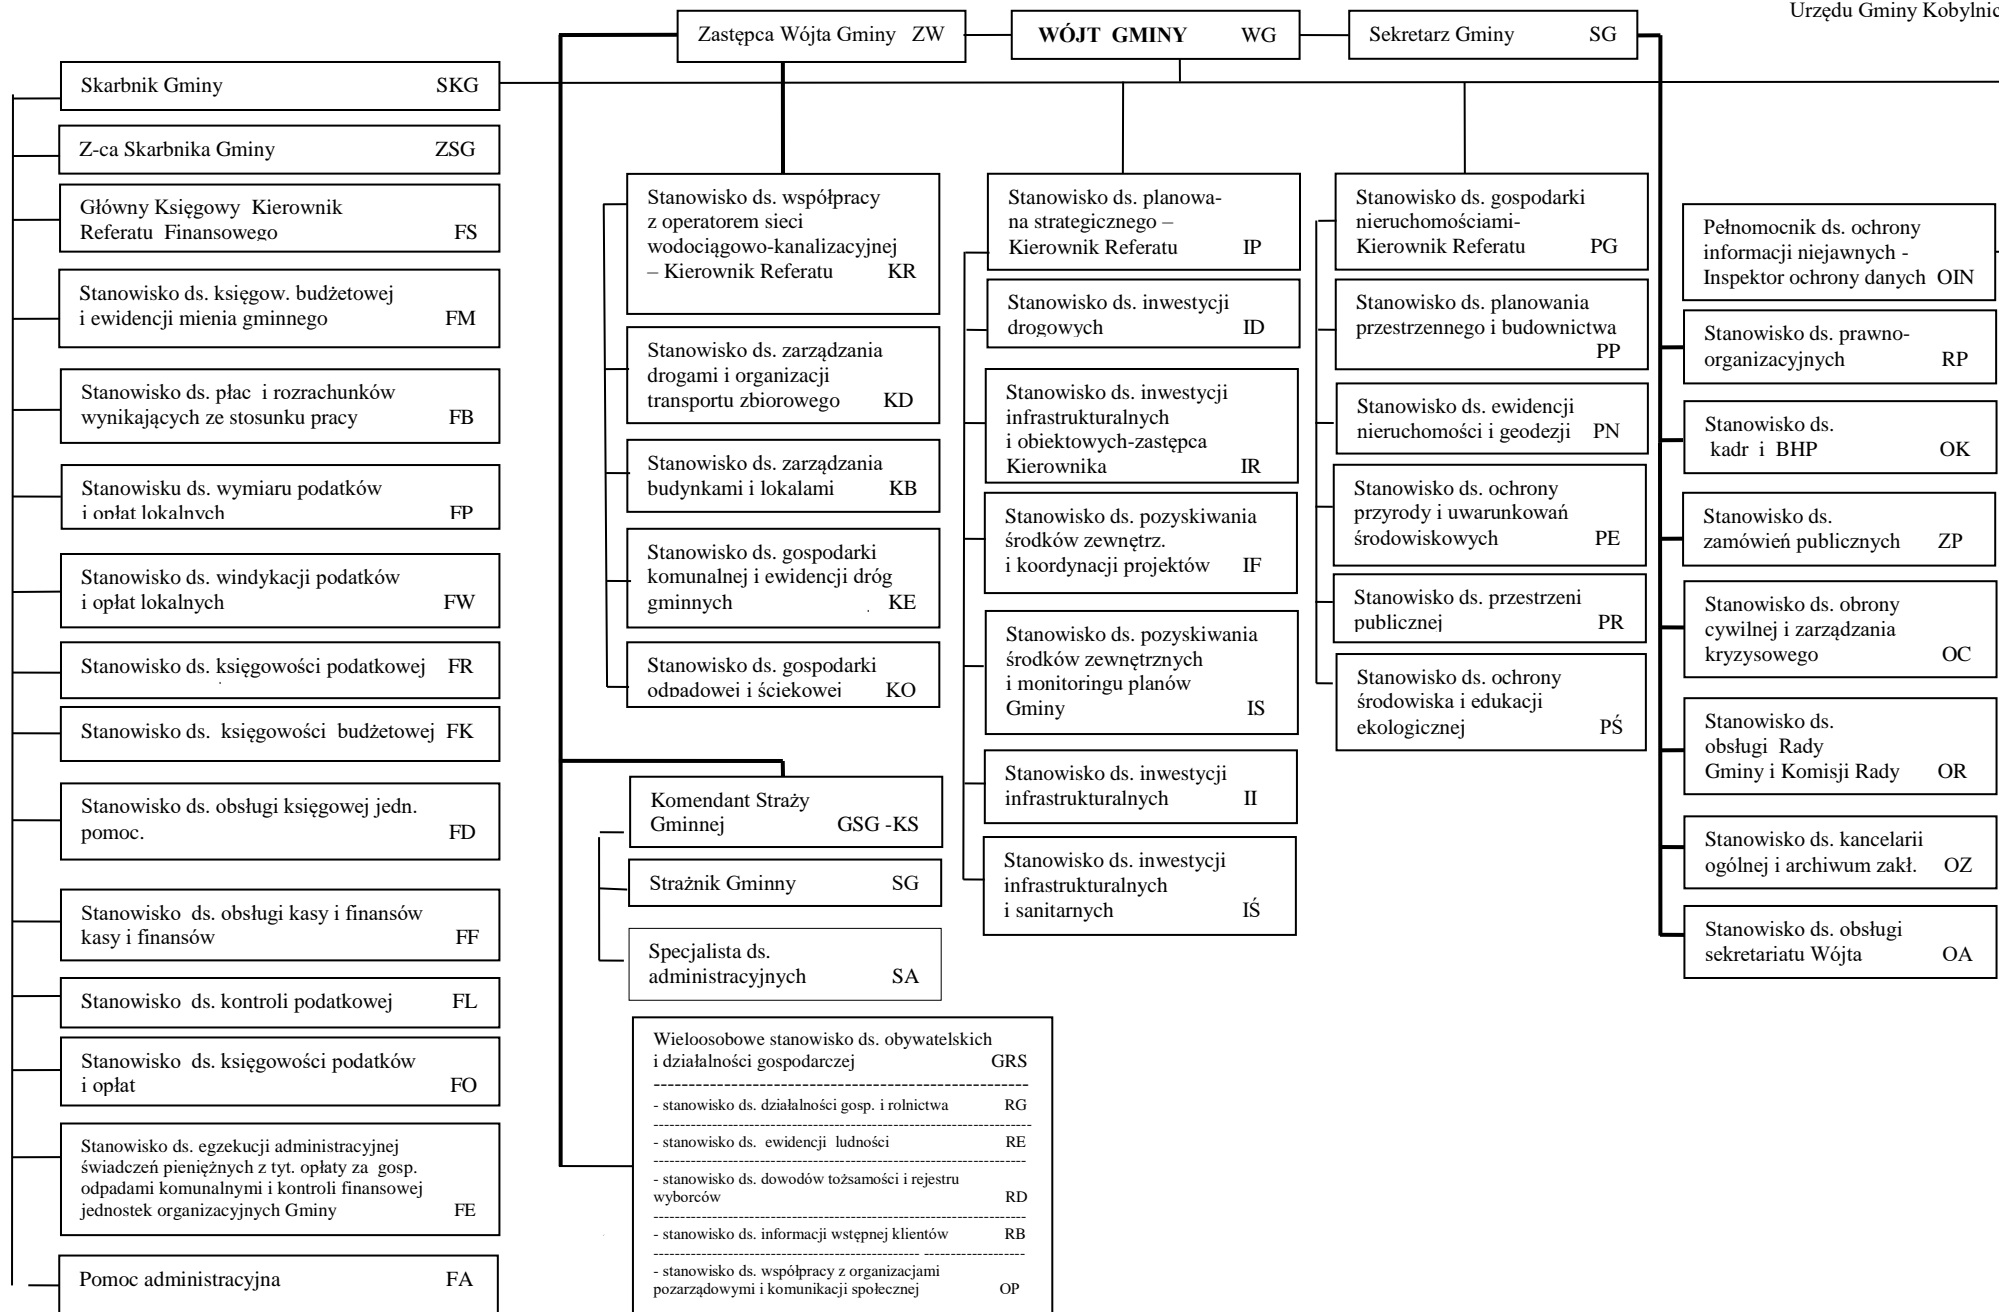 Urzędu Gminy Kobylnic
Zastępca Wójta Gminy ZW
WÓJT GMINY WG
Sekretarz Gminy SG
Skarbnik Gminy SKG
Z-ca Skarbnika Gminy ZSG
Główny Księgowy Kierownik
Referatu Finansowego FS
Stanowisko ds. księgow. budżetowej
i ewidencji mienia gminnego FM
Stanowisko ds. płac i rozrachunków
wynikających ze stosunku pracy FB
Stanowisku ds. wymiaru podatków
i opłat lokalnych FP
Stanowisko ds. windykacji podatków
i opłat lokalnych FW
Stanowisko ds. księgowości podatkowej FR
Stanowisko ds. księgowości budżetowej FK
Stanowisko ds. obsługi księgowej jedn.
pomoc. FD
Stanowisko ds. obsługi kasy i finansów
kasy i finansów FF
Stanowisko ds. kontroli podatkowej FL
Stanowisko ds. księgowości podatków
i opłat FO
Stanowisko ds. egzekucji administracyjnej
świadczeń pieniężnych z tyt. opłaty za gosp.
odpadami komunalnymi i kontroli finansowej
jednostek organizacyjnych Gminy FE
Pomoc administracyjna FA
Stanowisko ds. współpracy
z operatorem sieci
wodociągowo-kanalizacyjnej
– Kierownik Referatu KR
Stanowisko ds. zarządzania
drogami i organizacji
transportu zbiorowego KD
Stanowisko ds. zarządzania
budynkami i lokalami KB
Stanowisko ds. gospodarki
komunalnej i ewidencji dróg
gminnych . KE
Stanowisko ds. gospodarki
odpadowej i ściekowej KO
Komendant Straży
Gminnej GSG -KS
Strażnik Gminny SG
Specjalista ds.
administracyjnych SA
Wieloosobowe stanowisko ds. obywatelskich
i działalności gospodarczej GRS
- stanowisko ds. działalności gosp. i rolnictwa RG
- stanowisko ds. ewidencji ludności RE
- stanowisko ds. dowodów tożsamości i rejestru
wyborców RD
- stanowisko ds. informacji wstępnej klientów RB
- stanowisko ds. współpracy z organizacjami
pozarządowymi i komunikacji społecznej OP
Stanowisko ds. planowa-
na strategicznego –
Kierownik Referatu IP
Stanowisko ds. inwestycji
drogowych ID
Stanowisko ds. inwestycji
infrastrukturalnych
i obiektowych-zastępca
Kierownika IR
Stanowisko ds. pozyskiwania
środków zewnętrz.
i koordynacji projektów IF
Stanowisko ds. pozyskiwania
środków zewnętrznych
i monitoringu planów
Gminy IS
Stanowisko ds. inwestycji
infrastrukturalnych II
Stanowisko ds. inwestycji
infrastrukturalnych
i sanitarnych IŚ
Stanowisko ds. gospodarki
nieruchomościami-
Kierownik Referatu PG
Stanowisko ds. planowania
przestrzennego i budownictwa
PP
Stanowisko ds. ewidencji
nieruchomości i geodezji PN
Stanowisko ds. ochrony
przyrody i uwarunkowań
środowiskowych PE
Stanowisko ds. przestrzeni
publicznej PR
Stanowisko ds. ochrony
środowiska i edukacji
ekologicznej PŚ
Pełnomocnik ds. ochrony
informacji niejawnych -
Inspektor ochrony danych OIN
Stanowisko ds. prawno-
organizacyjnych RP
Stanowisko ds.
kadr i BHP OK
Stanowisko ds.
zamówień publicznych ZP
Stanowisko ds. obrony
cywilnej i zarządzania
kryzysowego OC
Stanowisko ds.
obsługi Rady
Gminy i Komisji Rady OR
Stanowisko ds. kancelarii
ogólnej i archiwum zakł. OZ
Stanowisko ds. obsługi
sekretariatu Wójta OA